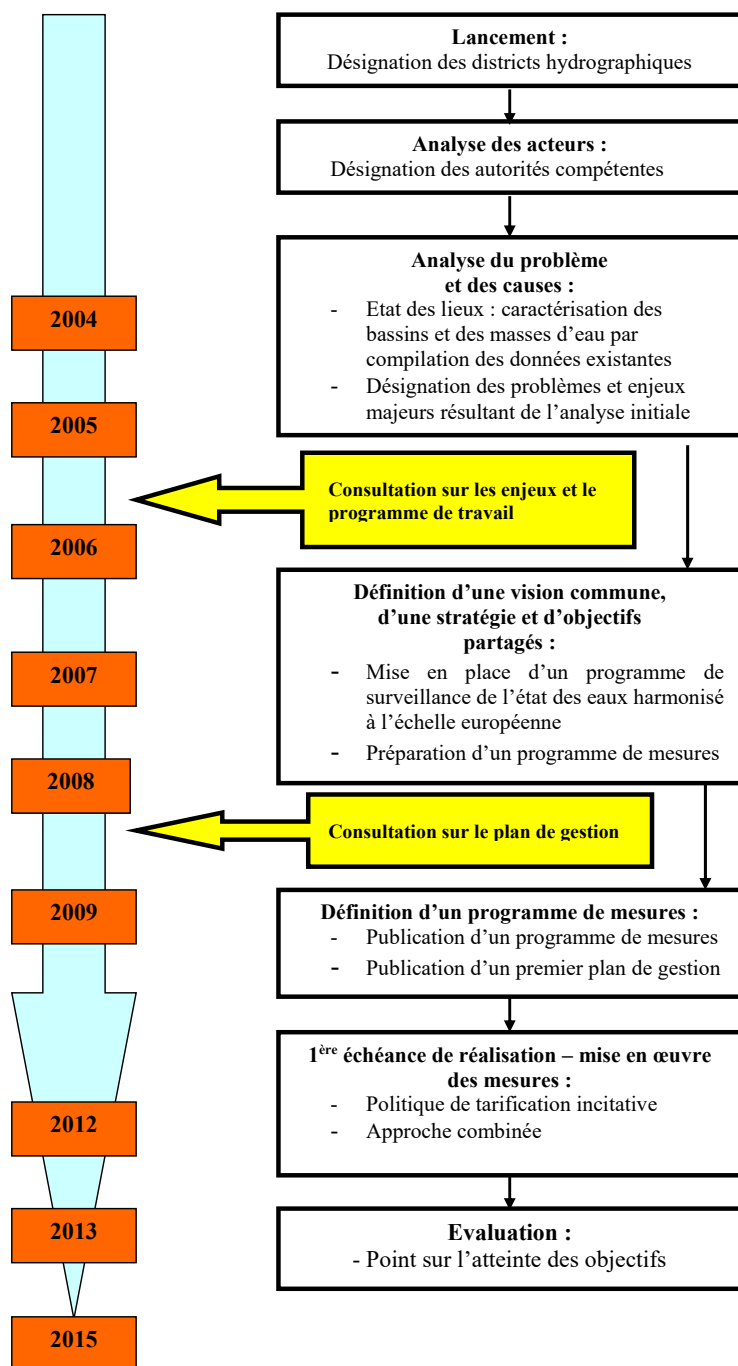 Lancement :
Désignation des districts hydrographiques
Analyse des acteurs :
Désignation des autorités compétentes
Analyse du problème
et des causes :
- Etat des lieux : caractérisation des
bassins et des masses d’eau par
compilation des données existantes
- Désignation des problèmes et enjeux
majeurs résultant de l’analyse initiale
2004
2005
Consultation sur les enjeux et le
programme de travail
2006
Définition d’une vision commune,
d’une stratégie et d’objectifs
partagés :
- Mise en place d’un programme de
surveillance de l’état des eaux harmonisé
à l’échelle européenne
- Préparation d’un programme de mesures
2007
2008
Consultation sur le plan de gestion
2009
Définition d’un programme de mesures :
- Publication d’un programme de mesures
- Publication d’un premier plan de gestion
1ère échéance de réalisation – mise en œuvre
des mesures :
- Politique de tarification incitative
- Approche combinée
2012
2013
Evaluation :
- Point sur l’atteinte des objectifs
2015